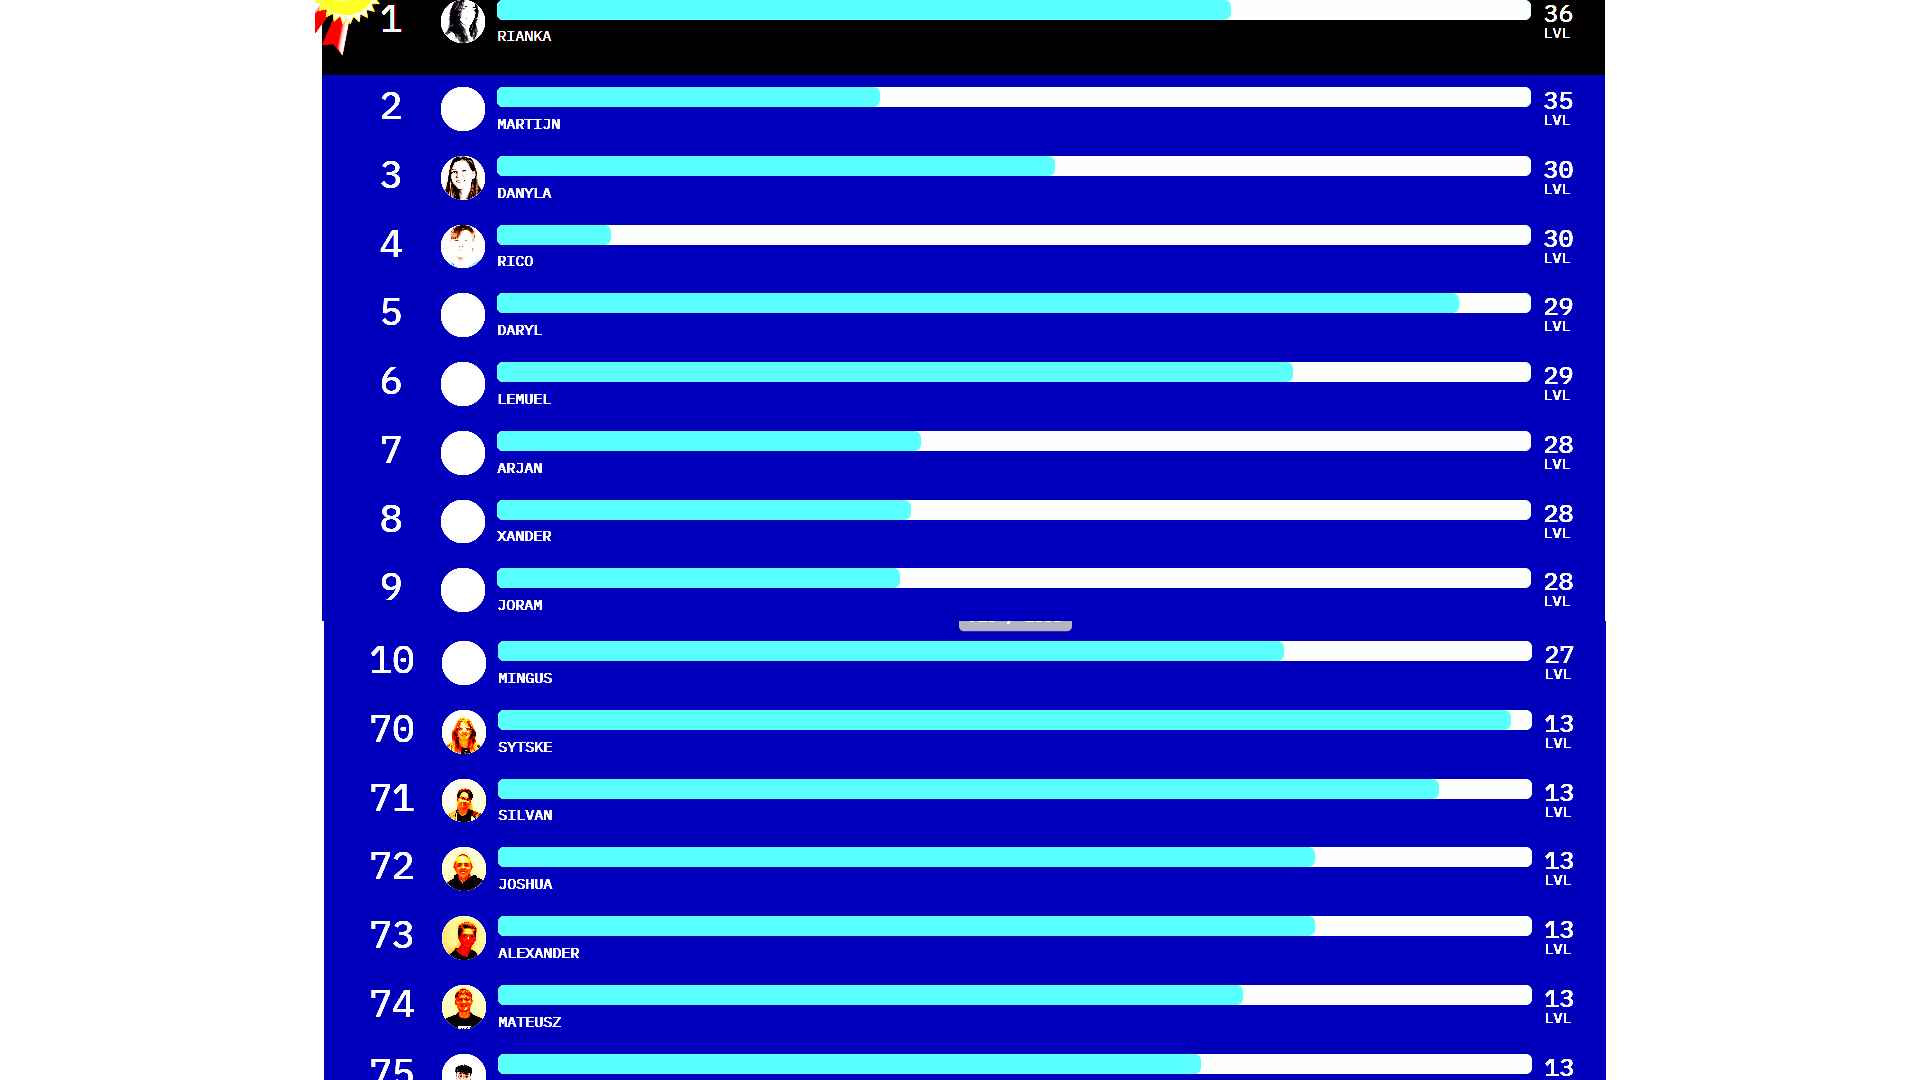 1
RIANKA
36
LVL
2
MARTIJN
35
LVL
3
DANYLA
30
LVL
4
RICO
30
LVL
5
DARYL
29
LVL
6
LEMUEL
29
LVL
7
ARJAN
28
LVL
8
XANDER
28
LVL
9
JORAM
28
LVL
10
MINGUS
27
LVL
70
SYTSKE
13
LVL
71
SILVAN
13
LVL
72
JOSHUA
13
LVL
73
ALEXANDER
13
LVL
74
MATEUSZ
13
LVL
75
13